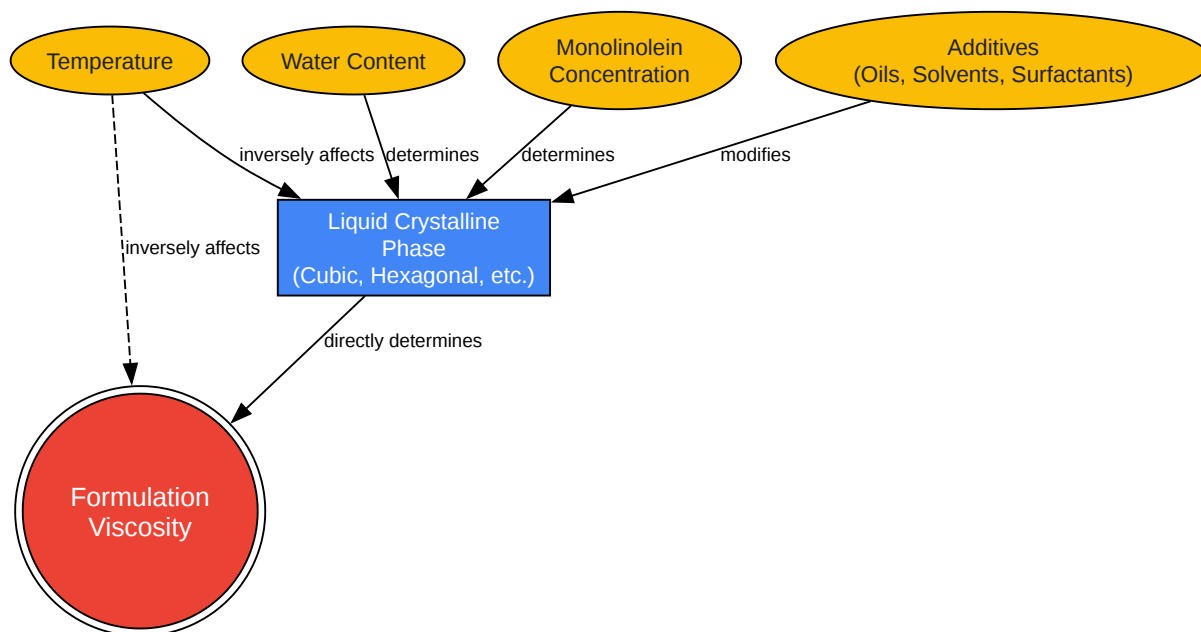 Temperature
Water Content
Monolinolein
Concentration
Additives
(Oils, Solvents, Surfactants)
inversely affects
determines
determines
modifies
Liquid Crystalline
Phase
(Cubic, Hexagonal, etc.)
inversely affects
directly determines
Formulation
Viscosity